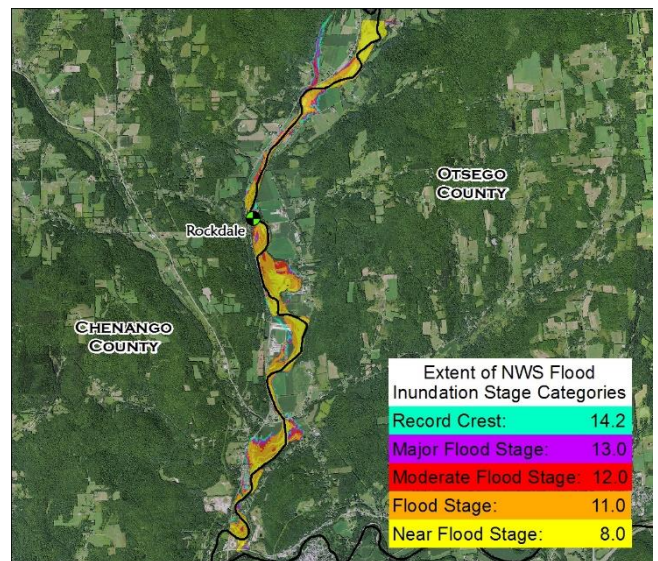 OTSEGO
COUNTY
Rockdale
CHENANGO
COUNTY
Extent of NWS Flood
Inundation Stage Categories
Record Crest: 14.2
Major Flood Stage: 13.0
Moderate Flood Stage: 12.0
Flood Stage: 11.0
Near Flood Stage: 8.0